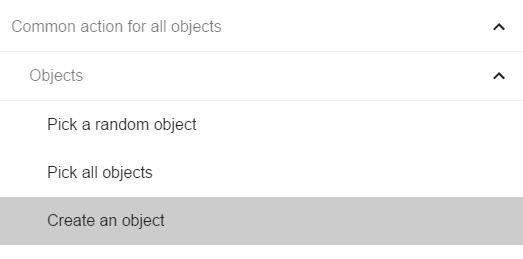 Common action for all objects
Objects
Pick a random object
Pick all objects
Create an object